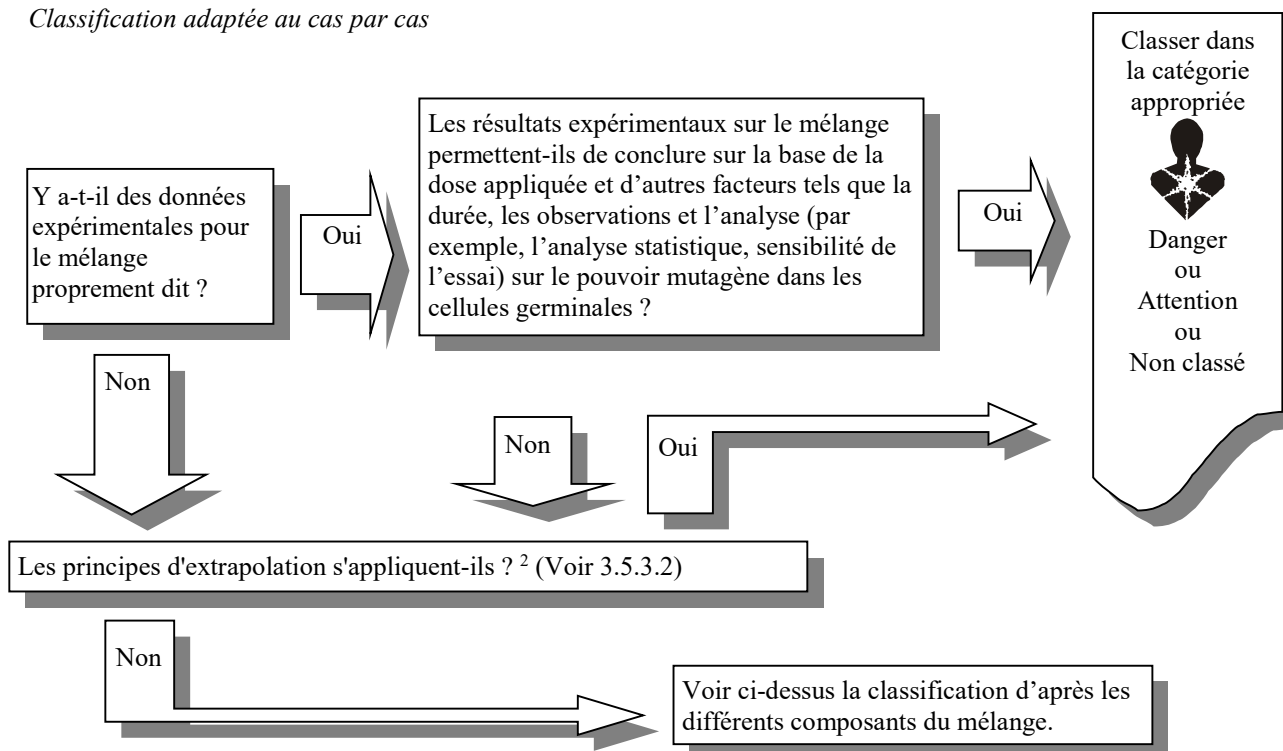 Classification adaptée au cas par cas
Y a-t-il des données
expérimentales pour
le mélange
proprement dit ?
Oui
Les résultats expérimentaux sur le mélange
permettent-ils de conclure sur la base de la
dose appliquée et d’autres facteurs tels que la
durée, les observations et l’analyse (par
exemple, l’analyse statistique, sensibilité de
l’essai) sur le pouvoir mutagène dans les
cellules germinales ?
Oui
Classer dans
la catégorie
appropriée
Danger
ou
Attention
ou
Non classé
Non
Non
Oui
Les principes d'extrapolation s'appliquent-ils ? ² (Voir 3.5.3.2)
Non
Voir ci-dessus la classification d’après les
différents composants du mélange.